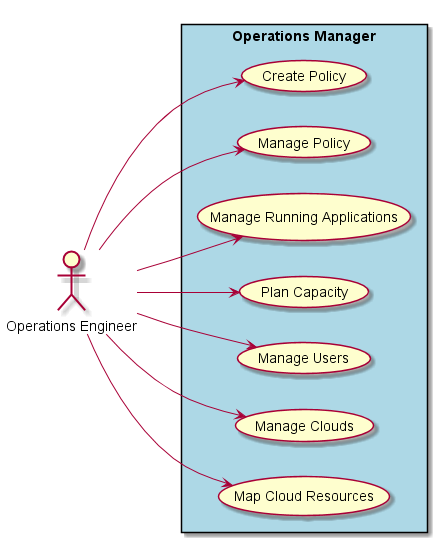 Operations Manager
Create Policy
Manage Policy
Manage Running Applications
Plan Capacity
Operations Engineer
Manage Users
Manage Clouds
Map Cloud Resources